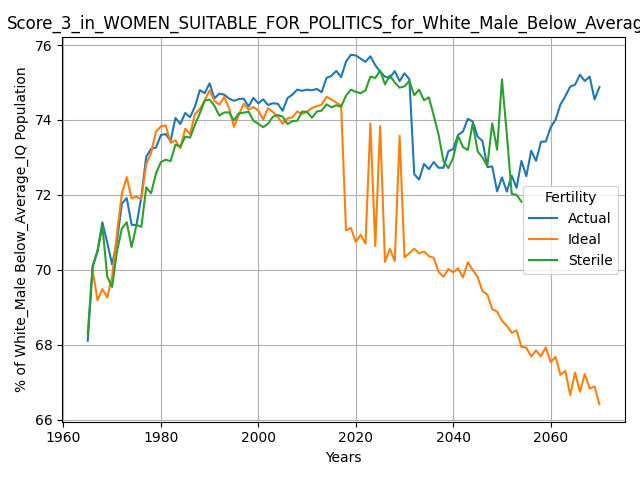 Score_3_in_WOMEN_SUITABLE_FOR_POLITICS_for_White_Male_Below_Averag
76
74
72
70
68
66
% of White_Male Below_Average_IQ Population
Fertility
Actual
Ideal
Sterile
1960
1980
2000
2020
2040
2060
Years